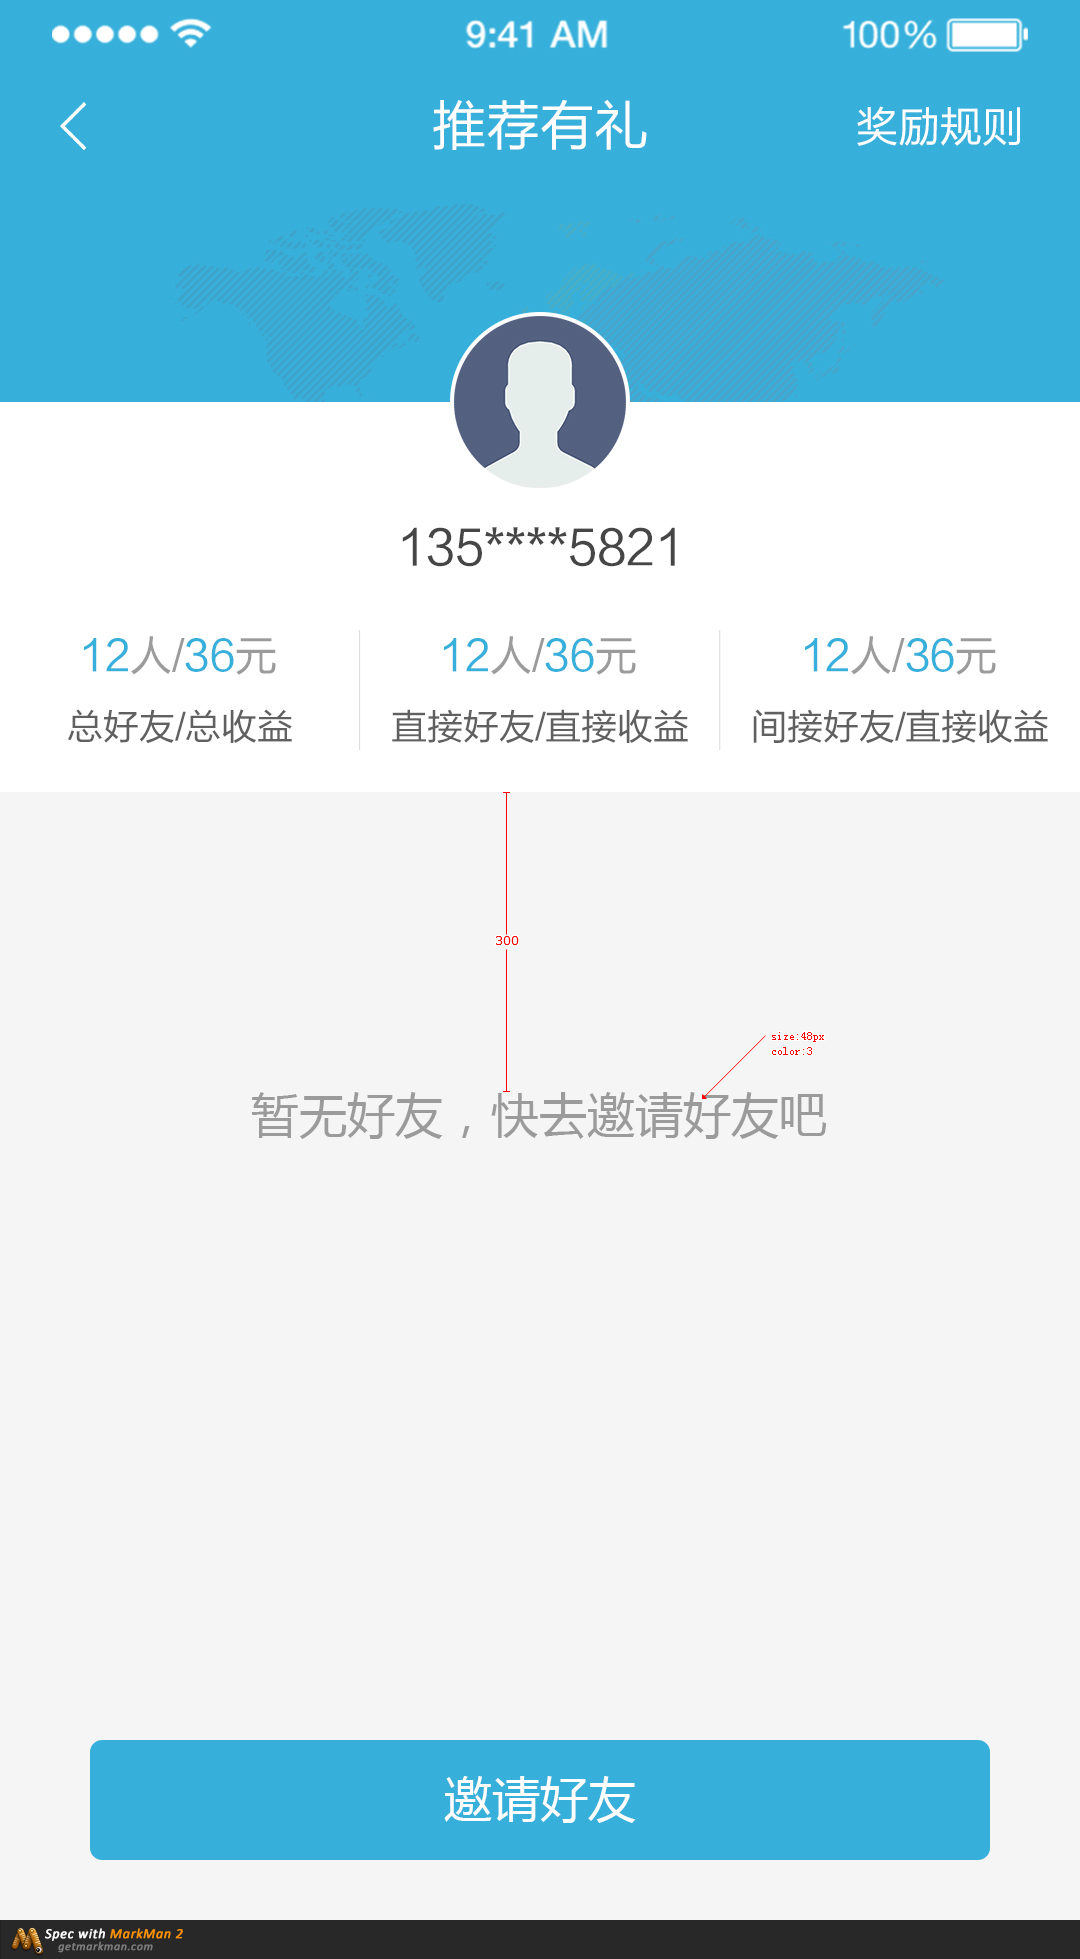 9:41 AM
100%
推荐有礼
奖励规则
135****5821
12人/36元
12人/36元
12人/36元
总好友/总收益
直接好友/直接收益
间接好友/直接收益
300
size:48px
color:3
暂无好友，快去邀请好友吧
邀请好友
Spec with MarkMan 2
getmarkman.com